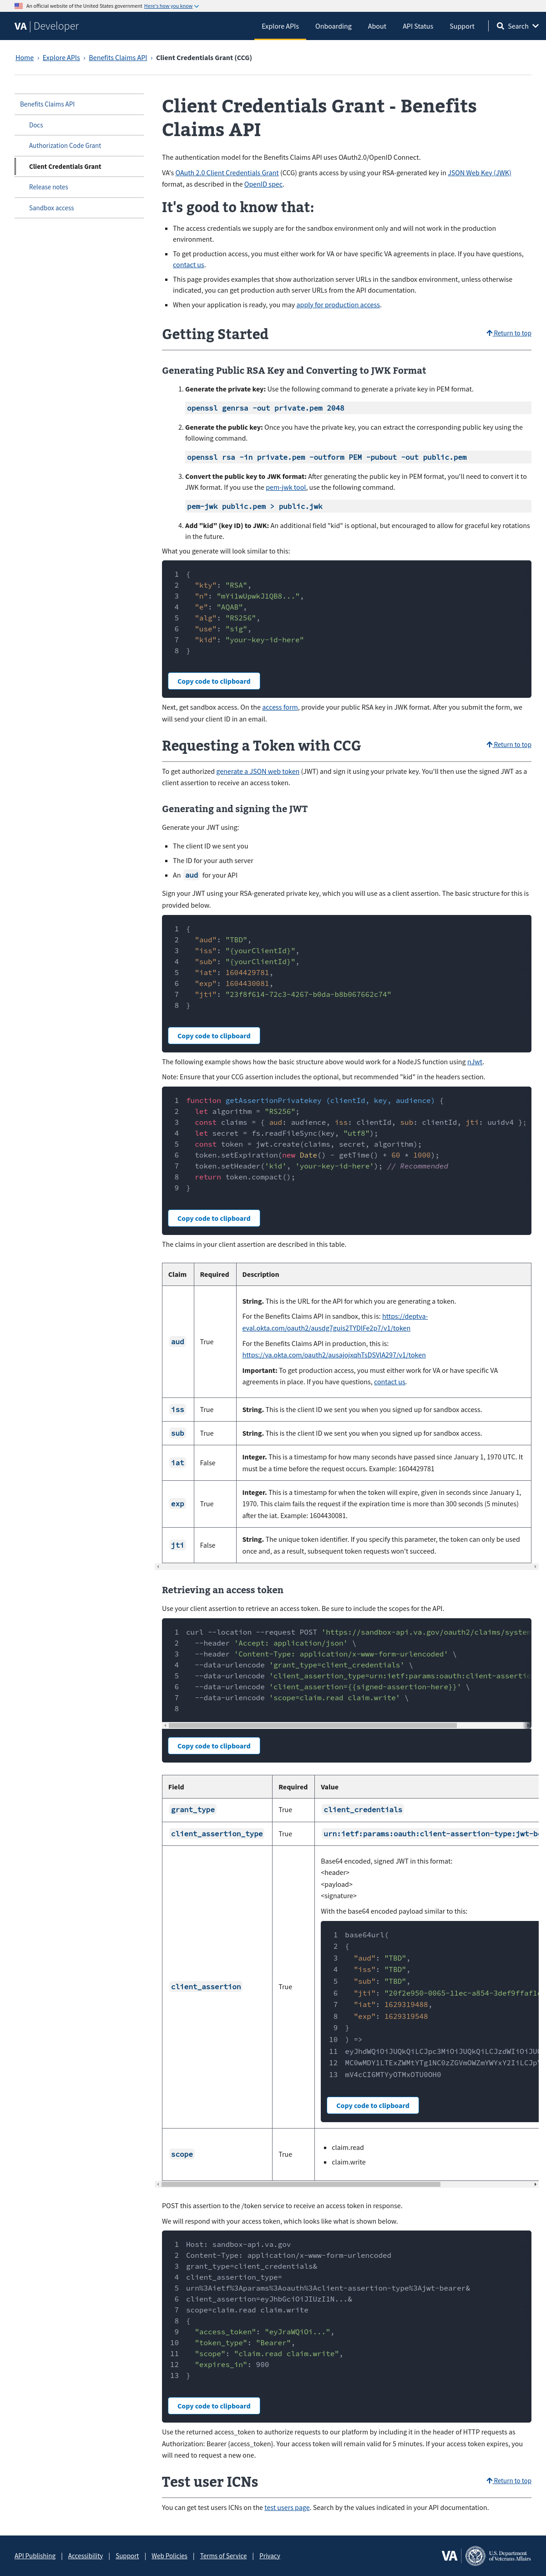 An official website of the United States government Here's how you know
VA | Developer
Explore APIs
Onboarding
About
API Status
Support
Search
Home › Explore APIs › Benefits Claims API › Client Credentials Grant (CCG)
Benefits Claims API
Docs
Authorization Code Grant
Client Credentials Grant
Release notes
Sandbox access
Client Credentials Grant - Benefits
Claims API
The authentication model for the Benefits Claims API uses OAuth2.0/OpenID Connect.
VA's OAuth 2.0 Client Credentials Grant (CCG) grants access by using your RSA-generated key in JSON Web Key (JWK)
format, as described in the OpenID spec.
It's good to know that:
The access credentials we supply are for the sandbox environment only and will not work in the production
environment.
To get production access, you must either work for VA or have specific VA agreements in place. If you have questions,
contact us.
This page provides examples that show authorization server URLs in the sandbox environment, unless otherwise
indicated, you can get production auth server URLs from the API documentation.
When your application is ready, you may apply for production access.
Getting Started
Return to top
Generating Public RSA Key and Converting to JWK Format
1. Generate the private key: Use the following command to generate a private key in PEM format.
openssl genrsa -out private.pem 2048
2. Generate the public key: Once you have the private key, you can extract the corresponding public key using the
following command.
openssl rsa -in private.pem -outform PEM -pubout -out public.pem
3. Convert the public key to JWK format: After generating the public key in PEM format, you'll need to convert it to
JWK format. If you use the pem-jwk tool, use the following command.
pem-jwk public.pem > public.jwk
4. Add "kid" (key ID) to JWK: An additional field "kid" is optional, but encouraged to allow for graceful key rotations
in the future.
What you generate will look similar to this:
1 {
2 "kty": "RSA",
3 "n": "mYi1wUpwkJ1QB8...",
4 "e": "AQAB",
5 "alg": "RS256",
6 "use": "sig",
7 "kid": "your-key-id-here"
8 }
Copy code to clipboard
Next, get sandbox access. On the access form, provide your public RSA key in JWK format. After you submit the form, we
will send your client ID in an email.
Requesting a Token with CCG
Return to top
To get authorized generate a JSON web token (JWT) and sign it using your private key. You'll then use the signed JWT as a
client assertion to receive an access token.
Generating and signing the JWT
Generate your JWT using:
The client ID we sent you
The ID for your auth server
An aud for your API
Sign your JWT using your RSA-generated private key, which you will use as a client assertion. The basic structure for this is
provided below.
1 {
2 "aud": "TBD",
3 "iss": "{yourClientId}",
4 "sub": "{yourClientId}",
5 "iat": 1604429781,
6 "exp": 1604430081,
7 "jti": "23f8f614-72c3-4267-b0da-b8b067662c74"
8 }
Copy code to clipboard
The following example shows how the basic structure above would work for a NodeJS function using nJwt.
Note: Ensure that your CCG assertion includes the optional, but recommended "kid" in the headers section.
1 function getAssertionPrivatekey (clientId, key, audience) {
2 let algorithm = "RS256";
3 const claims = { aud: audience, iss: clientId, sub: clientId, jti: uuidv4 };
4 let secret = fs.readFileSync(key, "utf8");
5 const token = jwt.create(claims, secret, algorithm);
6 token.setExpiration(new Date() - getTime() + 60 * 1000);
7 token.setHeader('kid', 'your-key-id-here'); // Recommended
8 return token.compact();
9 }
Copy code to clipboard
The claims in your client assertion are described in this table.
Claim Required Description
aud True
String. This is the URL for the API for which you are generating a token.
For the Benefits Claims API in sandbox, this is: https://deptva-
eval.okta.com/oauth2/ausdg7guis2TYDlFe2p7/v1/token
For the Benefits Claims API in production, this is:
https://va.okta.com/oauth2/ausajojxqhTsDSVlA297/v1/token
Important: To get production access, you must either work for VA or have specific VA
agreements in place. If you have questions, contact us.
iss True String. This is the client ID we sent you when you signed up for sandbox access.
sub True String. This is the client ID we sent you when you signed up for sandbox access.
iat False Integer. This is a timestamp for how many seconds have passed since January 1, 1970 UTC. It
must be a time before the request occurs. Example: 1604429781
exp True Integer. This is a timestamp for when the token will expire, given in seconds since January 1,
1970. This claim fails the request if the expiration time is more than 300 seconds (5 minutes)
after the iat. Example: 1604430081.
jti False String. The unique token identifier. If you specify this parameter, the token can only be used
once and, as a result, subsequent token requests won't succeed.
Retrieving an access token
Use your client assertion to retrieve an access token. Be sure to include the scopes for the API.
1 curl --location --request POST 'https://sandbox-api.va.gov/oauth2/claims/system
2 --header 'Accept: application/json' \
3 --header 'Content-Type: application/x-www-form-urlencoded' \
4 --data-urlencode 'grant_type=client_credentials' \
5 --data-urlencode 'client_assertion_type=urn:ietf:params:oauth:client-assertio
6 --data-urlencode 'client_assertion={{signed-assertion-here}}' \
7 --data-urlencode 'scope=claim.read claim.write' \
8
Copy code to clipboard
Field Required Value
grant_type True client_credentials
client_assertion_type True urn:ietf:params:oauth:client-assertion-type:jwt-be
client_assertion True
Base64 encoded, signed JWT in this format:
<header>
<payload>
<signature>
With the base64 encoded payload similar to this:
1 base64url(
2 {
3 "aud": "TBD",
4 "iss": "TBD",
5 "sub": "TBD",
6 "jti": "20f2e950-0065-11ec-a854-3def9ffaf1
7 "iat": 1629319488,
8 "exp": 1629319548
9 }
10 ) =>
11 eyJhdWQiOiJUQkQiLCJpc3MiOiJUQkQiLCJzdWIiOiJU
12 MC0wMDY1LTExZWMtYTg1NC0zZGVmOWZmYWYxY2IiLCJp
13 mV4cCI6MTYyOTMxOTU0OH0
Copy code to clipboard
scope True
claim.read
claim.write
POST this assertion to the /token service to receive an access token in response.
We will respond with your access token, which looks like what is shown below.
1 Host: sandbox-api.va.gov
2 Content-Type: application/x-www-form-urlencoded
3 grant_type=client_credentials&
4 client_assertion_type=
5 urn%3Aietf%3Aparams%3Aoauth%3Aclient-assertion-type%3Ajwt-bearer&
6 client_assertion=eyJhbGciOiJIUzI1N...&
7 scope=claim.read claim.write
8 {
9 "access_token": "eyJraWQiOi...",
10 "token_type": "Bearer",
11 "scope": "claim.read claim.write",
12 "expires_in": 900
13 }
Copy code to clipboard
Use the returned access_token to authorize requests to our platform by including it in the header of HTTP requests as
Authorization: Bearer {access_token}. Your access token will remain valid for 5 minutes. If your access token expires, you
will need to request a new one.
Test user ICNs
Return to top
You can get test users ICNs on the test users page. Search by the values indicated in your API documentation.
API Publishing | Accessibility | Support | Web Policies | Terms of Service | Privacy
VA
U.S. Department
of Veterans Affairs